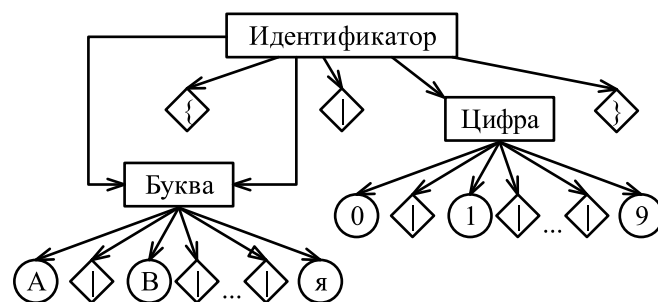 Идентификатор
{ | }
Цифра
Буква
0 | 1 | ... | 9
А | В | ... | я